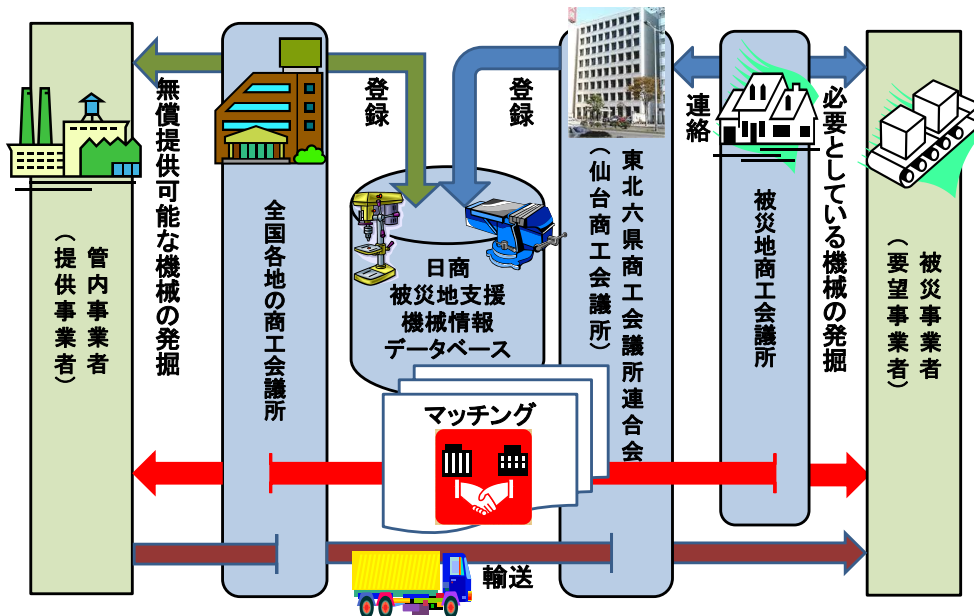 管内事業者
（提供事業者）
無償提供可能な機械の発掘
全国各地の商工会議所
登録
登録
日商
被災地支援
機械情報
データベース
東北六県商工会議所連合会
（仙台商工会議所）
連絡
被災地商工会議所
必要としている機械の発掘
被災事業者
（要望事業者）
マッチング
輸送